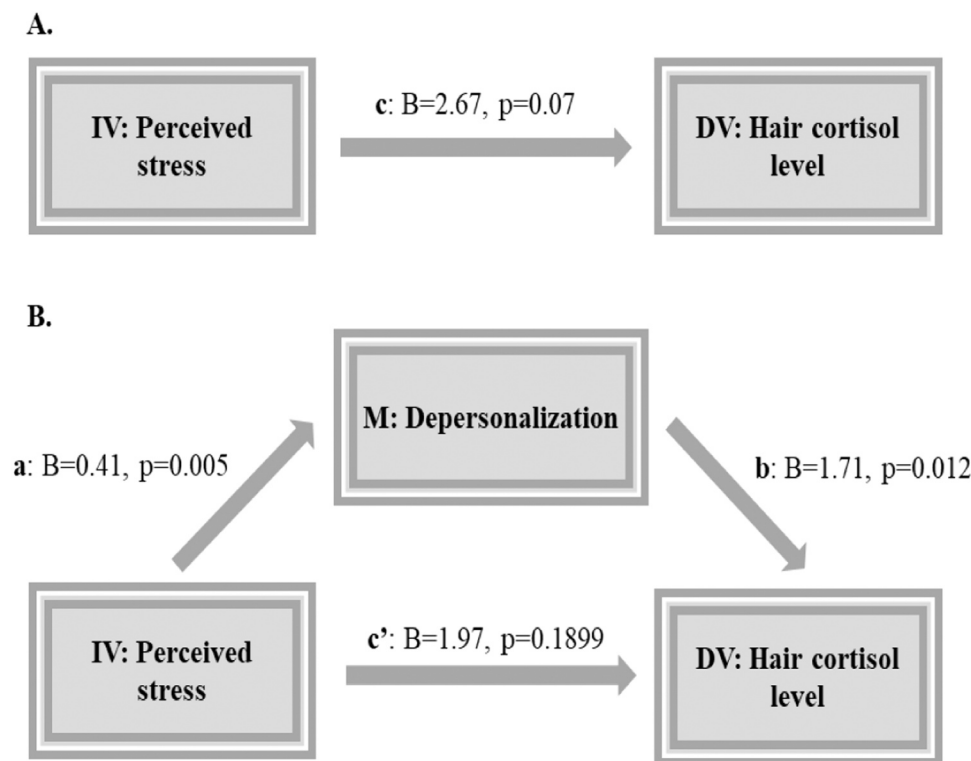 A.
IV: Perceived
stress
c: B=2.67, p=0.07
DV: Hair cortisol
level
B.
M: Depersonalization
a: B=0.41, p=0.005
b: B=1.71, p=0.012
IV: Perceived
stress
c’: B=1.97, p=0.1899
DV: Hair cortisol
level